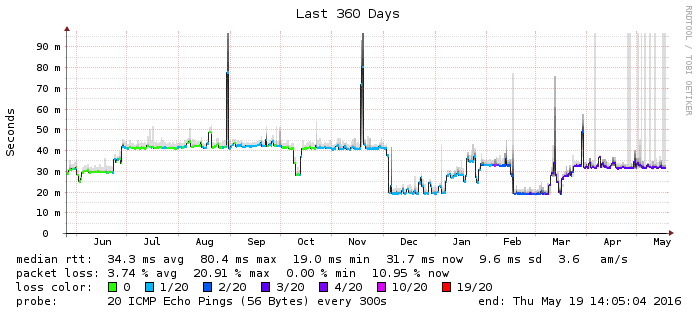 Last 360 Days
RRDTOOL / TOBI OETIKER
Seconds
90 m
80 m
70 m
60 m
50 m
40 m
30 m
20 m
10 m
0
Jun Jul Aug Sep Oct Nov Dec Jan Feb Mar Apr May
median rtt: 34.3 ms avg 80.4 ms max 19.0 ms min 31.7 ms now 9.6 ms sd 3.6 am/s
packet loss: 3.74 % avg 20.91 % max 0.00 % min 10.95 % now
loss color: 0 1/20 2/20 3/20 4/20 10/20 19/20
probe: 20 ICMP Echo Pings (56 Bytes) every 300s end: Thu May 19 14:05:04 2016